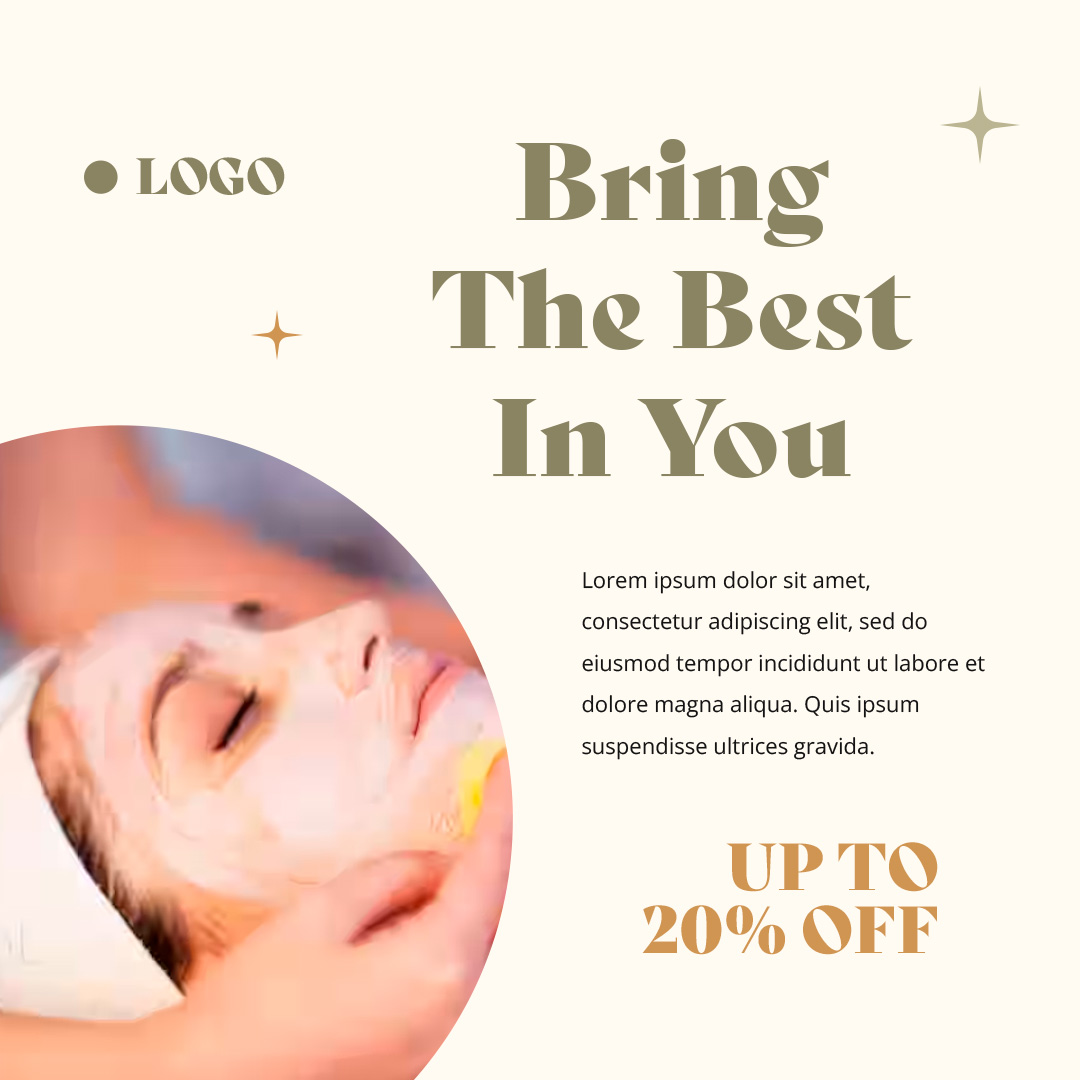 LOGO
Bring
The Best
In You
Lorem ipsum dolor sit amet,
consectetur adipiscing elit, sed do
eiusmod tempor incididunt ut labore et
dolore magna aliqua. Quis ipsum
suspendisse ultrices gravida.
UP TO
20% OFF